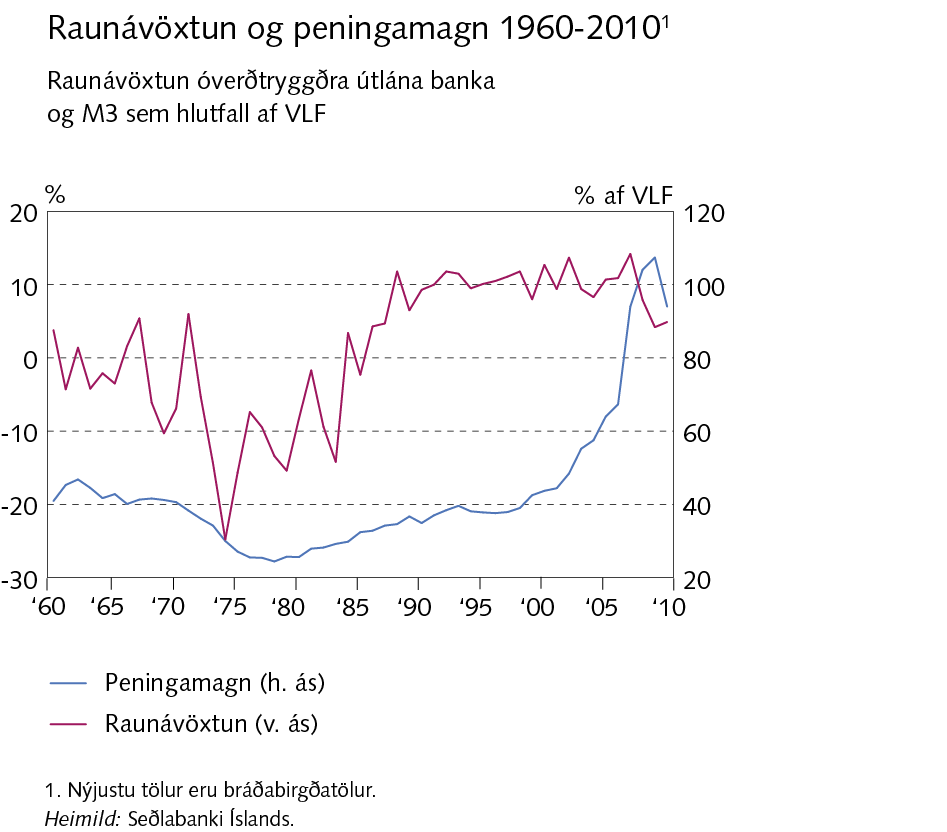 Raunávöxtun og peningamagn 1960-2010¹
Raunávöxtun óverðtryggðra útlána banka
og M3 sem hlutfall af VLF
% % af VLF
20 120
10 100
0 80
-10 60
-20 40
-30 20
‘60 ‘65 ‘70 ‘75 ‘80 ‘85 ‘90 ‘95 ‘00 ‘05 ‘10
Peningamagn (h. ás)
Raunávöxtun (v. ás)
1. Nýjustu tölur eru bráðabirgðatölur.
Heimild: Seðlabanki Íslands.